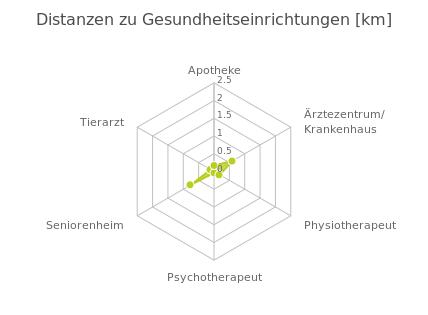 Distanzen zu Gesundheitseinrichtungen [km]
Apotheke
2.5
2
1.5
1
0.5
0
Ärztezentrum/
Krankenhaus
Tierarzt
Seniorenheim
Physiotherapeut
Psychotherapeut